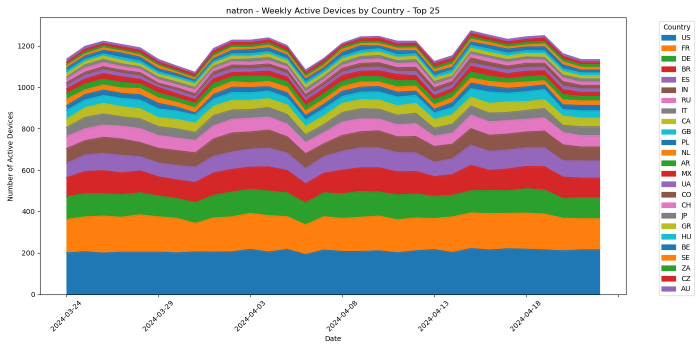 natron - Weekly Active Devices by Country - Top 25
Number of Active Devices
1200
1000
800
600
400
200
0
2024-03-24
2024-03-29
2024-04-03
2024-04-08
2024-04-13
2024-04-18
Date
Country
US
FR
DE
BR
ES
IN
RU
IT
CA
GB
PL
NL
AR
MX
UA
CO
CH
JP
GR
HU
BE
SE
ZA
CZ
AU